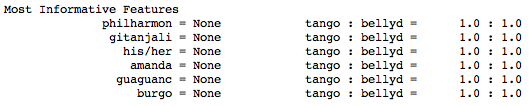 Most Informative Features
philharmon = None tango : bellyd = 1.0 : 1.0
gitanjali = None tango : bellyd = 1.0 : 1.0
his/her = None tango : bellyd = 1.0 : 1.0
amanda = None tango : bellyd = 1.0 : 1.0
guaguanc = None tango : bellyd = 1.0 : 1.0
burgo = None tango : bellyd = 1.0 : 1.0